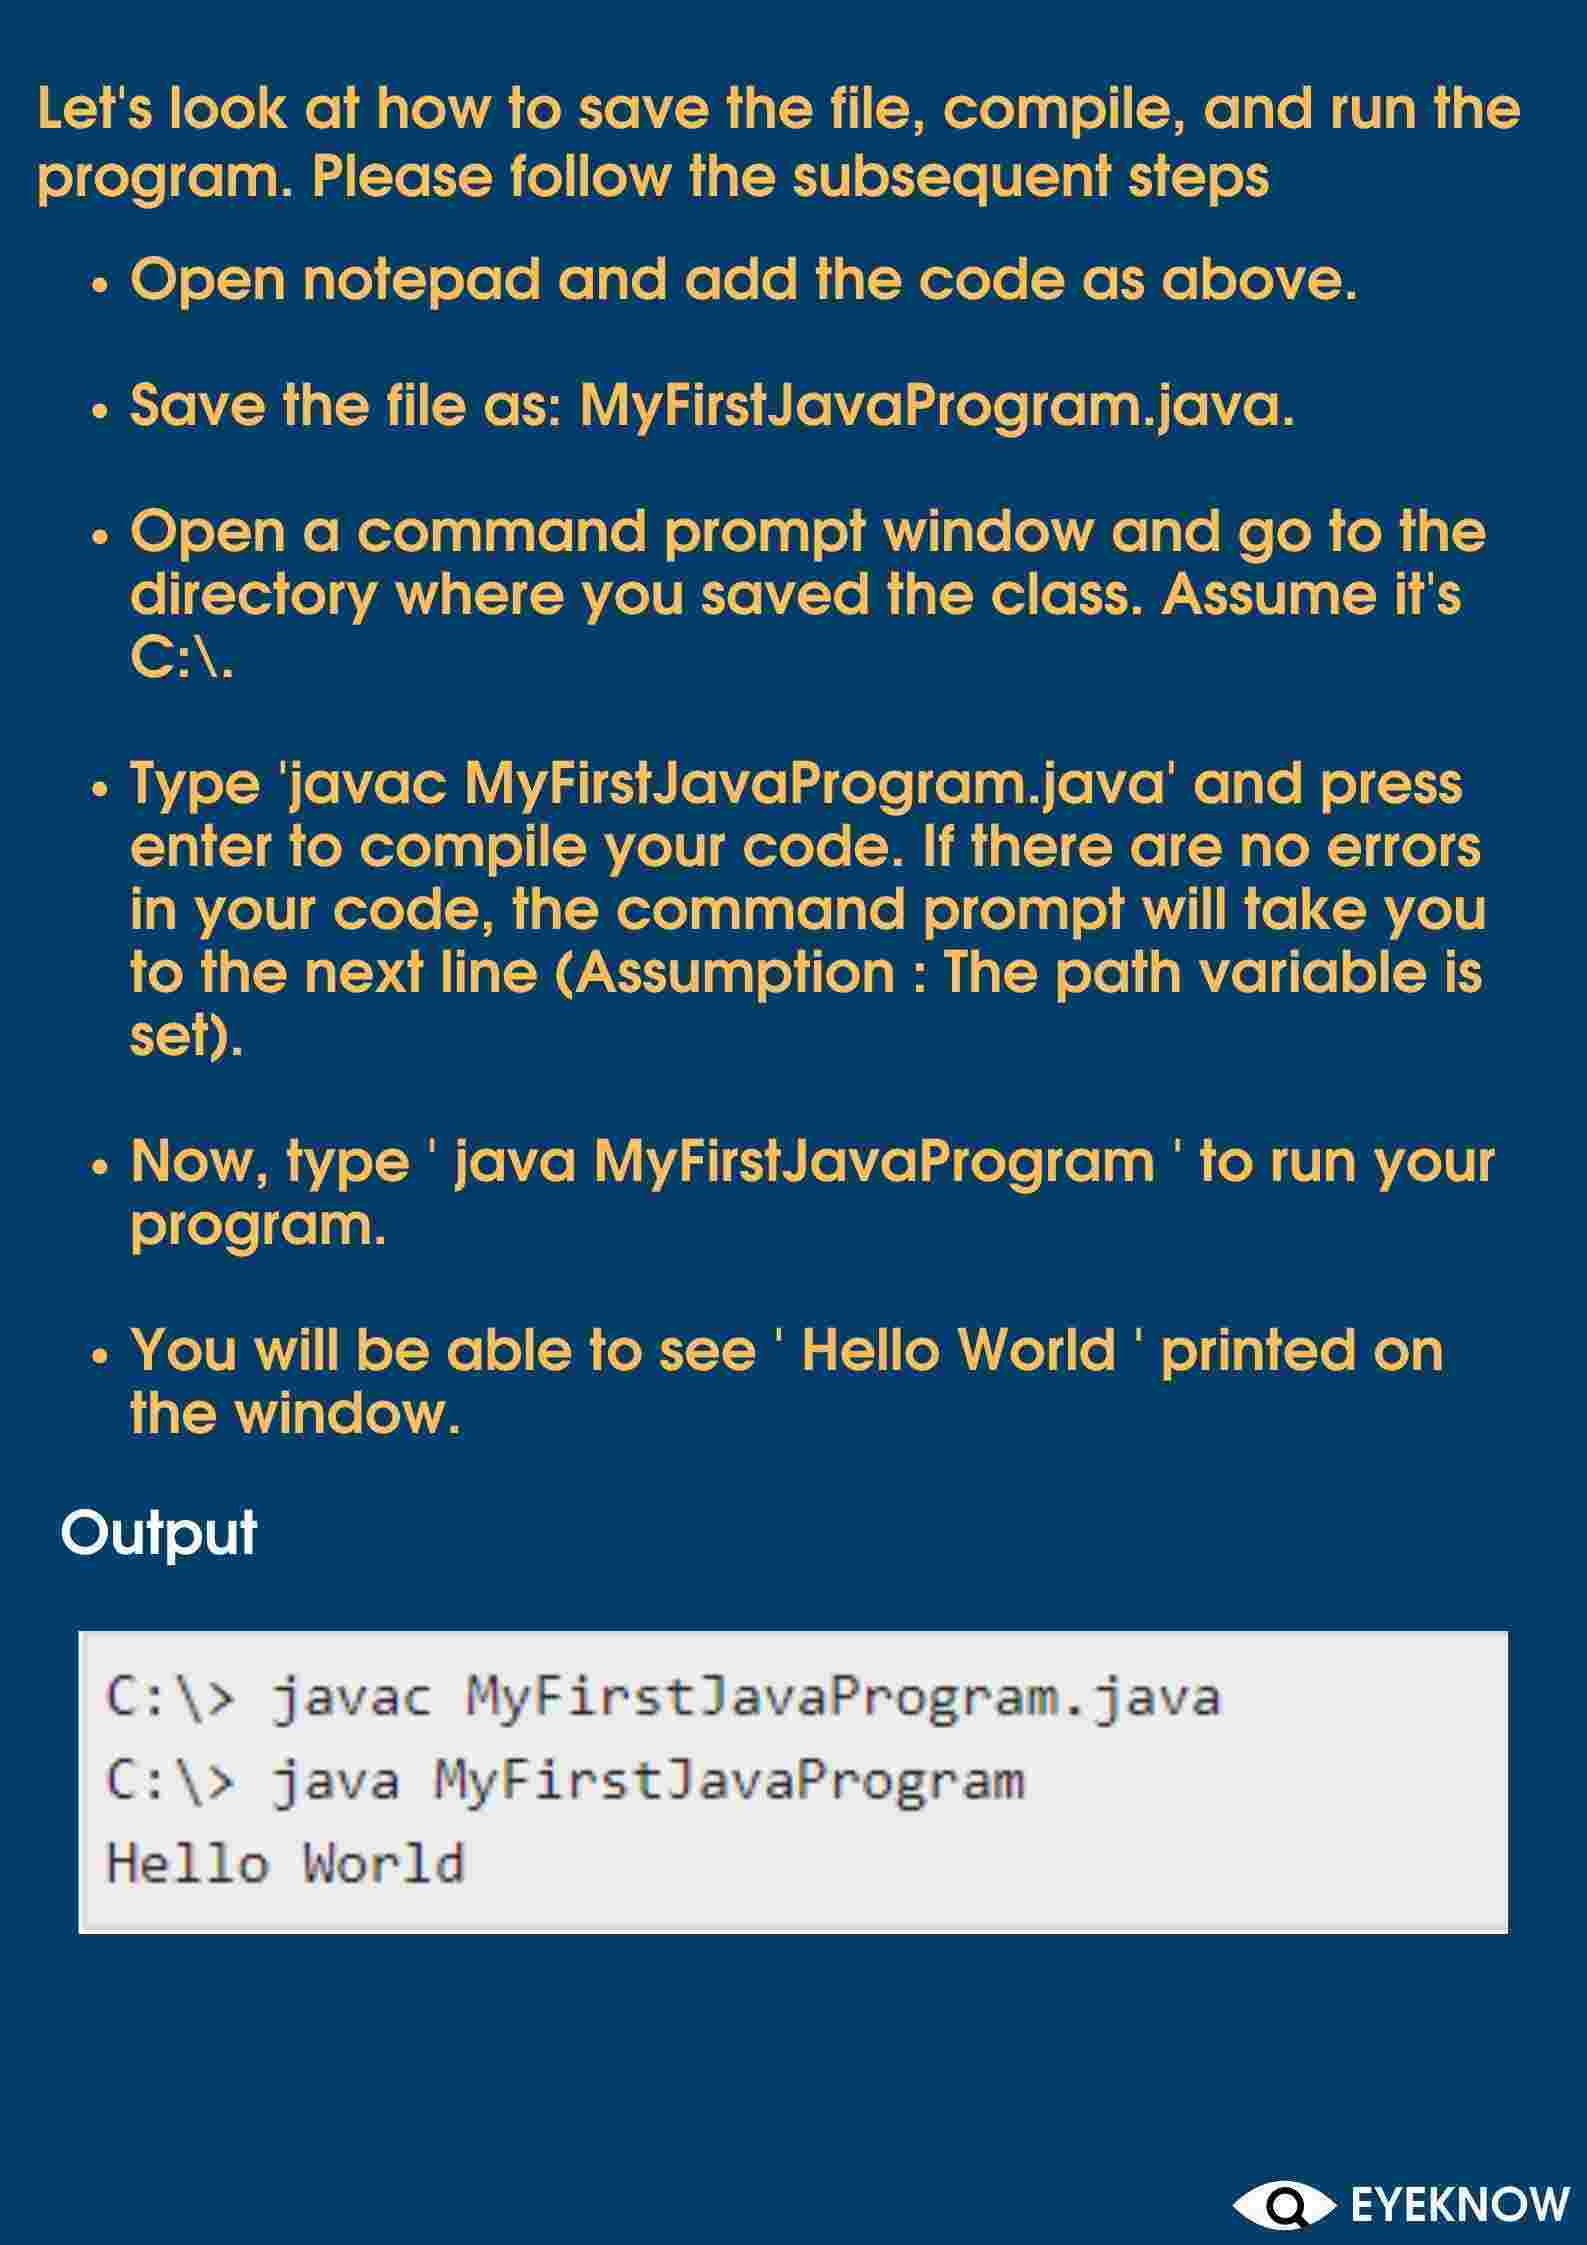 Let's look at how to save the file, compile, and run the
program. Please follow the subsequent steps
• Open notepad and add the code as above.
• Save the file as: MyFirstJavaProgram.java.
• Open a command prompt window and go to the
directory where you saved the class. Assume it's
C:\.
• Type 'javac MyFirstJavaProgram.java' and press
enter to compile your code. If there are no errors
in your code, the command prompt will take you
to the next line (Assumption : The path variable is
set).
• Now, type ' java MyFirstJavaProgram ' to run your
program.
• You will be able to see ' Hello World ' printed on
the window.
Output
C:\> javac MyFirstJavaProgram.java
C:\> java MyFirstJavaProgram
Hello World
EYEKNOW